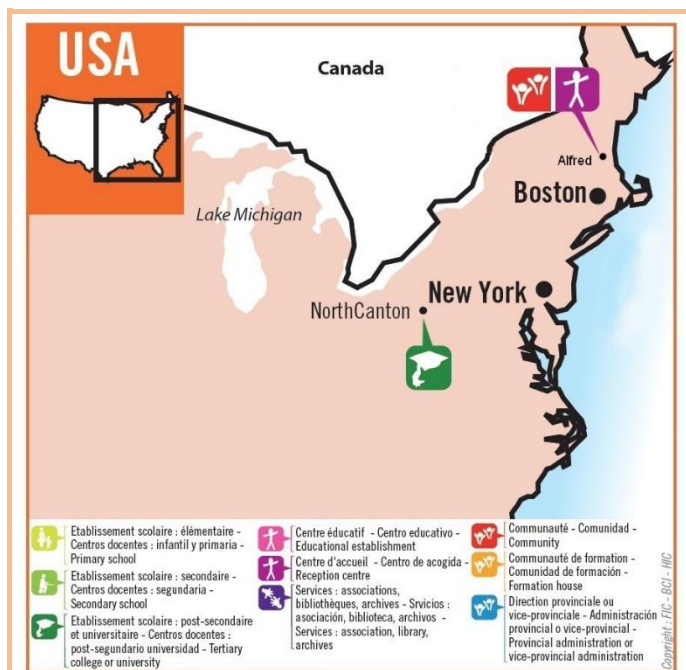 USA
Canada
Alfred
Boston
Lake Michigan
New York
NorthCanton
Etablissement scolaire : élémentaire -
Centros docentes : infantil y primaria -
Primary school
Etablissement scolaire : secondaire -
Centros docentes : segundaria -
Secondary school
Etablissement scolaire : post-secondaire
et universitaire - Centros docentes :
post-segundario universidad - Tertiary
college or university
Centre éducatif - Centro educativo -
Educational establishment
Centre d'accueil - Centro de acogida -
Reception centre
Services : associations,
bibliothèques, archives - Srvicios :
asociación, biblioteca, archivos -
Services : association, library,
archives
Communauté - Comunidad -
Community
Communauté de formation -
Comunidad de formación -
Formation house
Direction provinciale ou
vice-provinciale - Administración
provincial o vice-provincial -
Provincial administration or
vice-provincial administration
Copyright : FIC - BCI - HIC